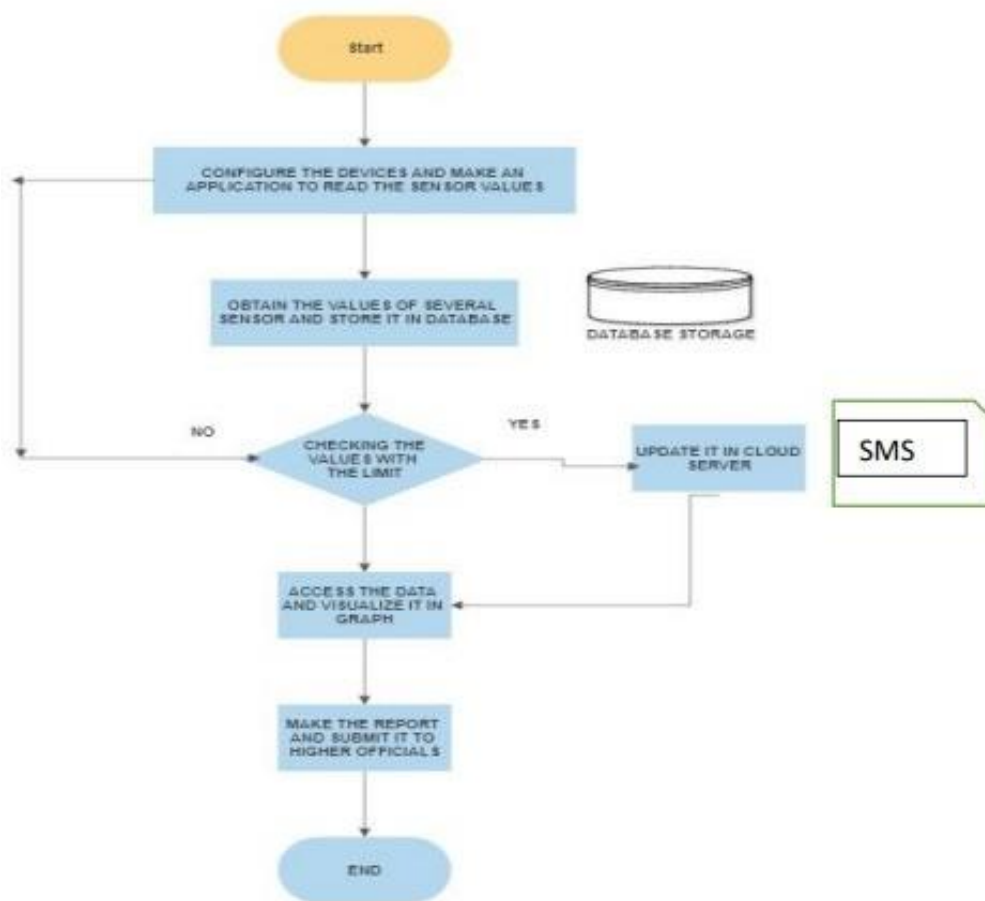 Start
CONFIGURE THE DEVICES AND MAKE AN
APPLICATION TO READ THE SENSOR VALUES
OBTAIN THE VALUES OF SEVERAL
SENSOR AND STORE IT IN DATABASE
DATABASE STORAGE
NO
CHECKING THE
VALUES WITH
THE LIMIT
YES
UPDATE IT IN CLOUD
SERVER
SMS
ACCESS THE DATA
AND VISUALIZE IT IN
GRAPH
MAKE THE REPORT
AND SUBMIT IT TO
HIGHER OFFICIALS
END